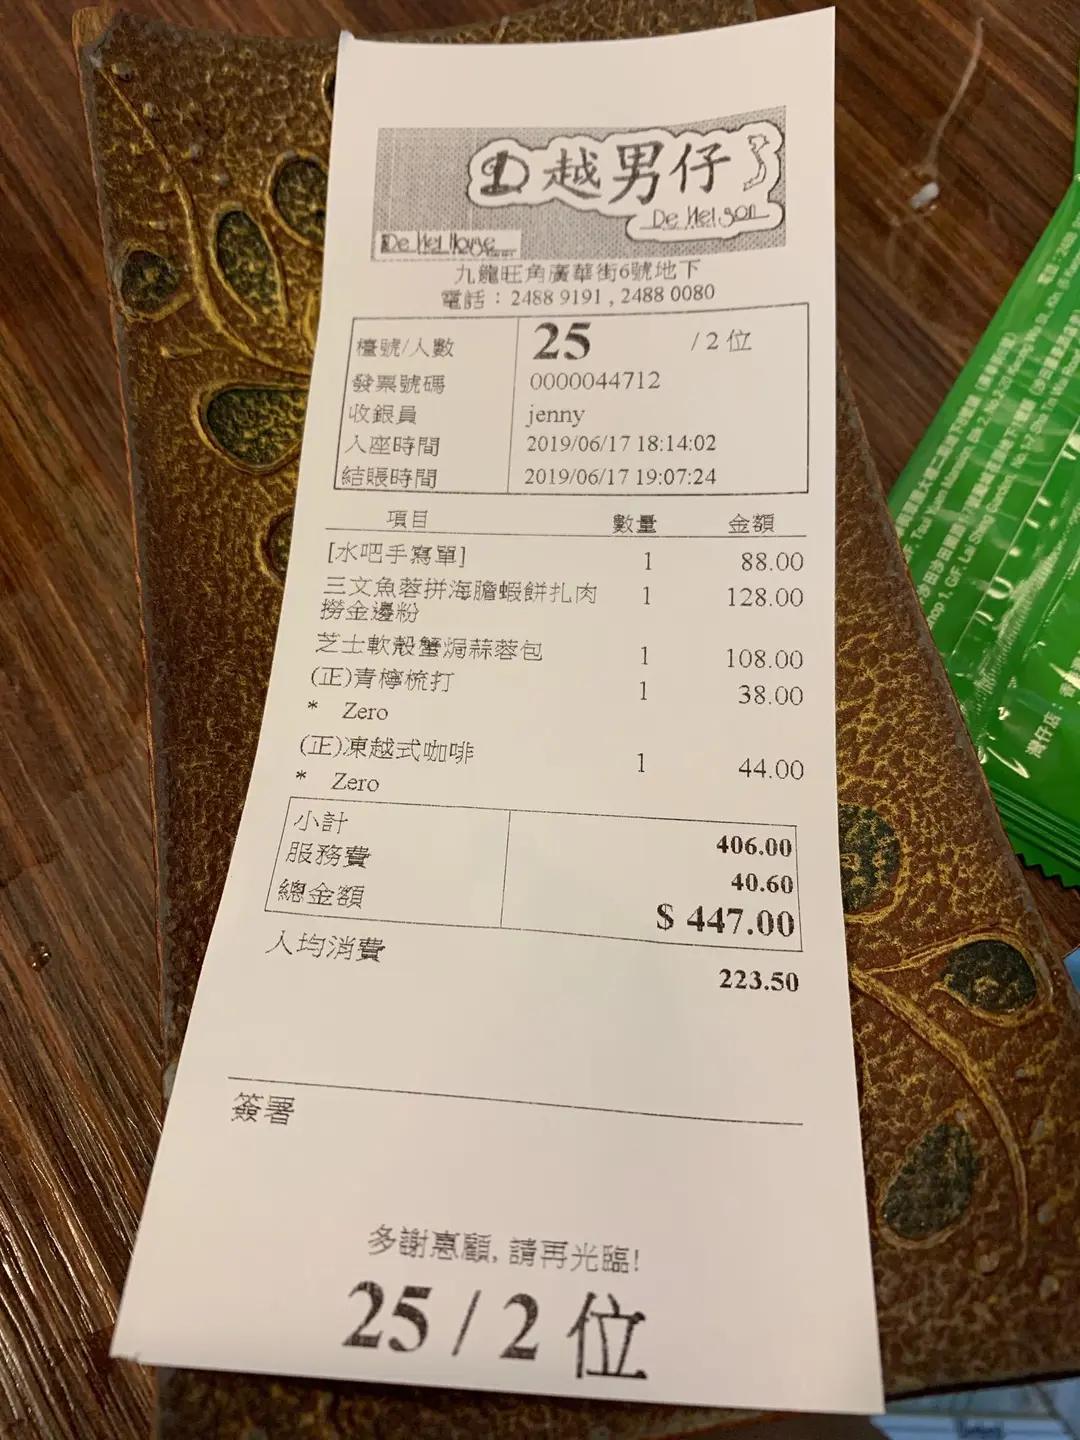 D越男仔
De Hei Son
De Hei House
九龍旺角廣華街6號地下
電話：2488 9191 , 2488 0080
檯號/人數 25 / 2 位
發票號碼 0000044712
收銀員 jenny
入座時間 2019/06/17 18:14:02
結賬時間 2019/06/17 19:07:24
項目 數量 金額
[水吧手寫單] 1 88.00
三文魚蓉拼海膽蝦餅扎肉 1 128.00
撈金邊粉
芝士軟殼蟹焗蒜蓉包 1 108.00
(正)青檸梳打 1 38.00
* Zero
(正)凍越式咖啡 1 44.00
* Zero
小計 406.00
服務費 40.60
總金額 $ 447.00
人均消費 223.50
簽署
多謝惠顧, 請再光臨!
25 / 2 位